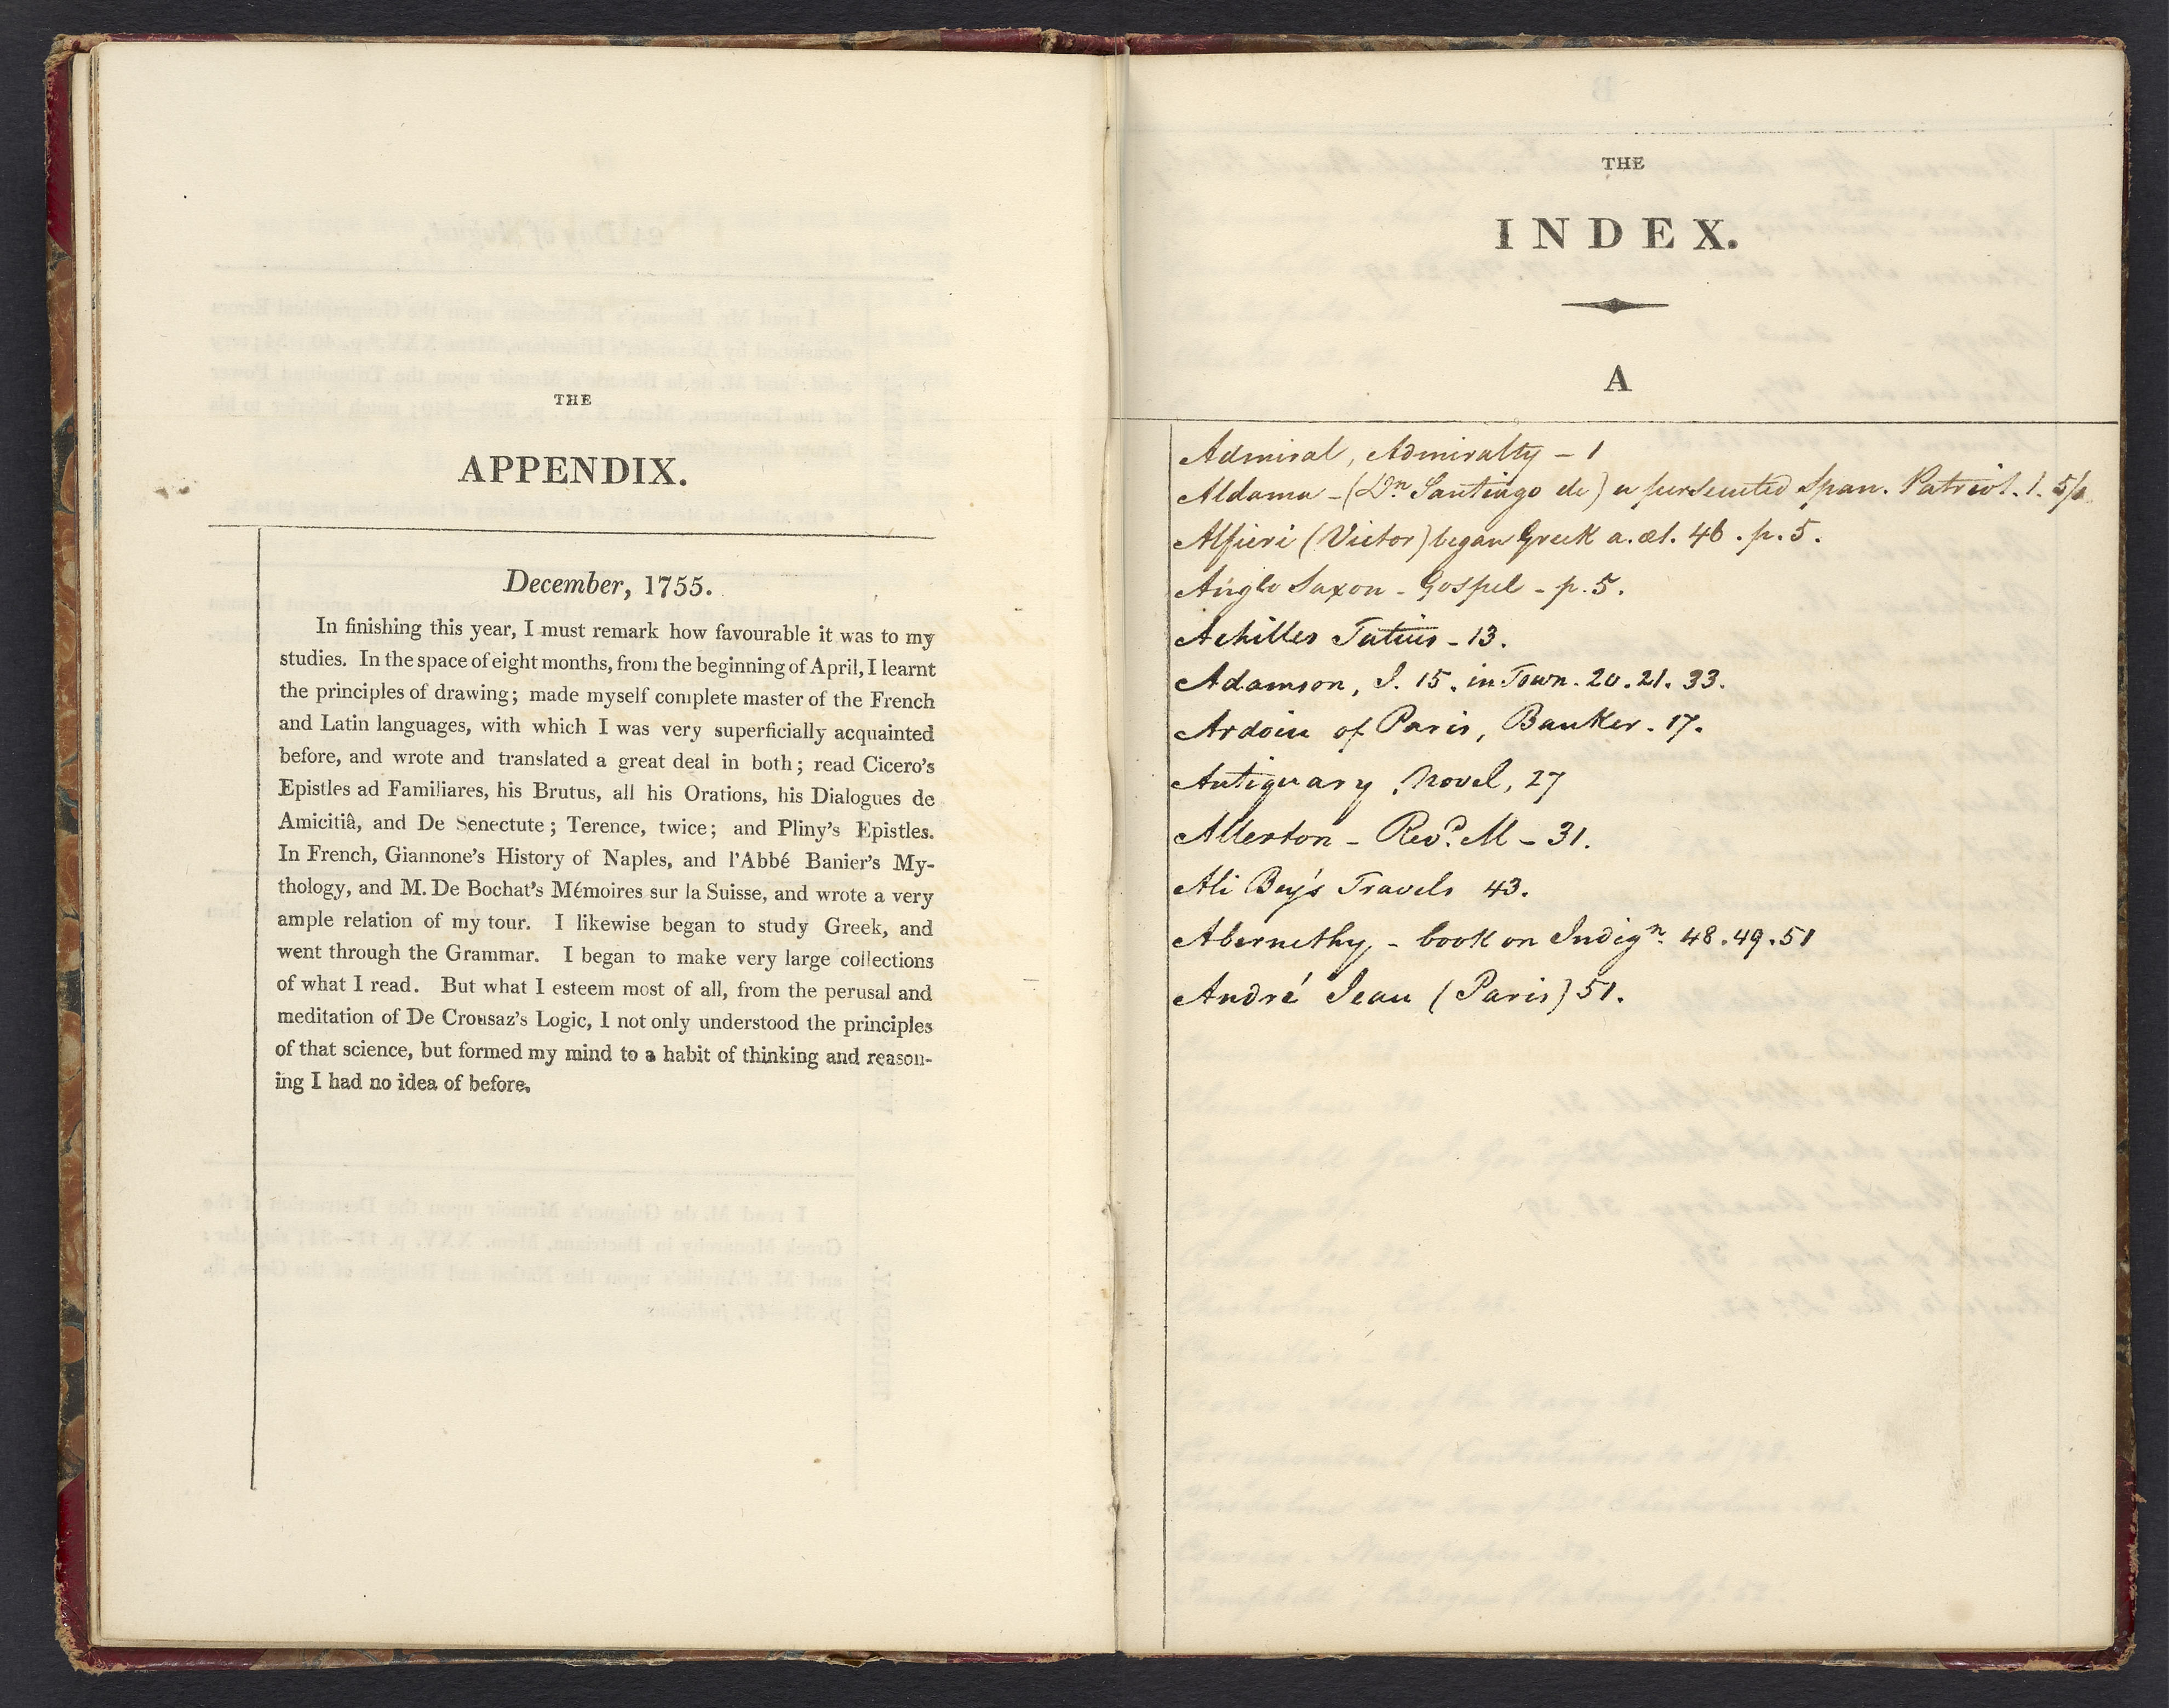 THE
APPENDIX.
December, 1755.
In finishing this year, I must remark how favourable it was to my
studies. In the space of eight months, from the beginning of April, I learnt
the principles of drawing; made myself complete master of the French
and Latin languages, with which I was very superficially acquainted
before, and wrote and translated a great deal in both; read Cicero's
Epistles ad Familiares, his Brutus, all his Orations, his Dialogues de
Amicitiâ, and De Senectute; Terence, twice; and Pliny's Epistles.
In French, Giannone's History of Naples, and l'Abbé Banier's My-
thology, and M. De Bochat's Mémoires sur la Suisse, and wrote a very
ample relation of my tour. I likewise began to study Greek, and
went through the Grammar. I began to make very large collections
of what I read. But what I esteem most of all, from the perusal and
meditation of De Crousaz's Logic, I not only understood the principles
of that science, but formed my mind to a habit of thinking and reason-
ing I had no idea of before.
THE
INDEX.
A
Admiral, Admiralty - 1
Aldama - (Dn Santiago de) a persecuted Span. Patriot. 1.
Alfieri (Victor) began Greek a. æt. 46. p. 5.
Anglo Saxon - Gospel - p. 5.
Achilles Tatius - 13.
Adamson, J. 15. in Town. 20. 21. 33.
Ardoin of Paris, Banker. 17.
Antiquary, Novel, 27
Allerton - Revd. M - 31.
Ali Bey's Travels 43.
Abernethy, - book on Indign. 48. 49. 51
André Jean (Paris) 51.